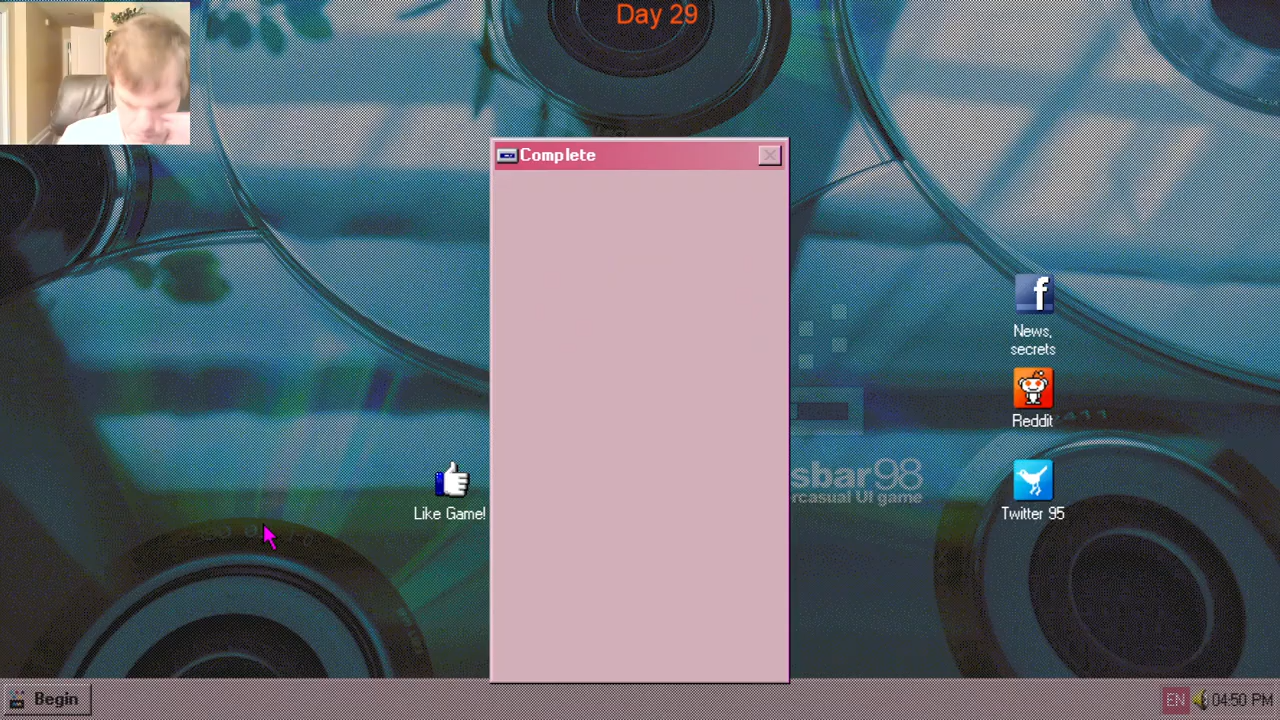 Day 29
Complete
News,
secrets
Reddit
sbar98
rcasual UI game
Like Game!
Twitter 95
Begin
EN
04:50 PM